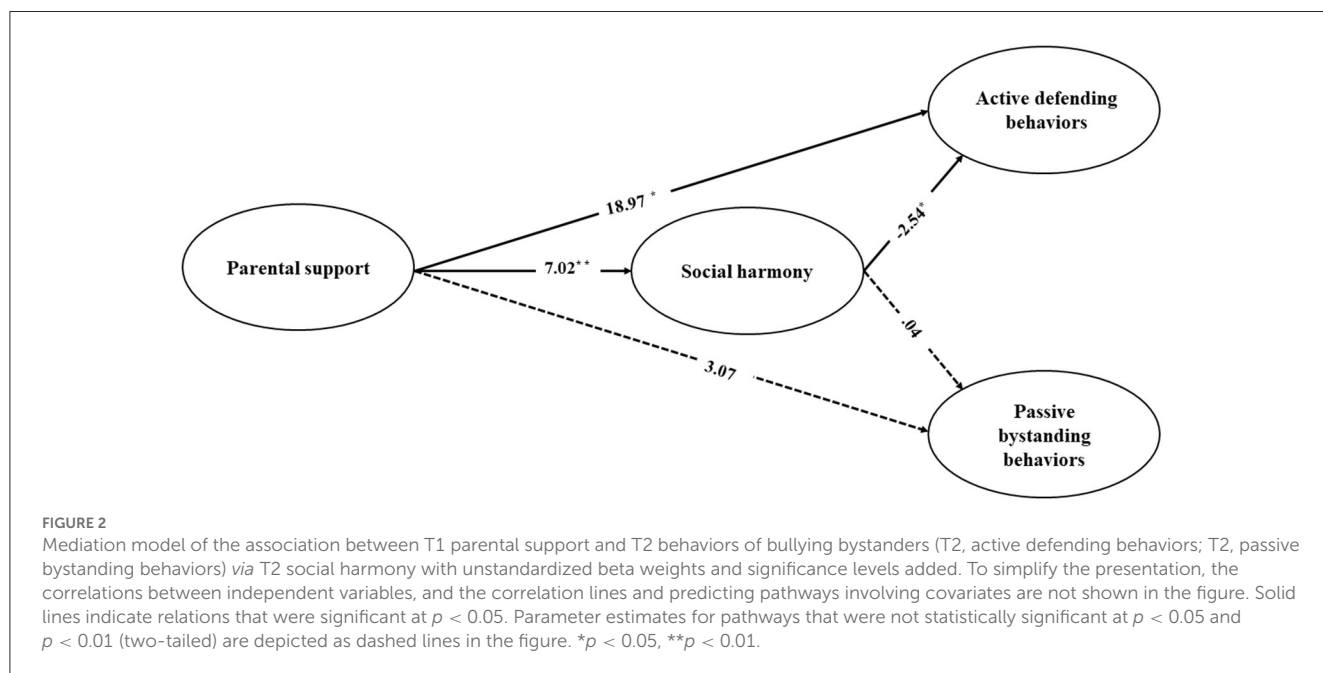 Active defending
behaviors
18.97 *
-2.54*
Parental support
7.02**
Social harmony
.04
3.07
Passive
bystanding
behaviors
FIGURE 2
Mediation model of the association between T1 parental support and T2 behaviors of bullying bystanders (T2, active defending behaviors; T2, passive
bystanding behaviors) via T2 social harmony with unstandardized beta weights and significance levels added. To simplify the presentation, the
correlations between independent variables, and the correlation lines and predicting pathways involving covariates are not shown in the figure. Solid
lines indicate relations that were significant at p < 0.05. Parameter estimates for pathways that were not statistically significant at p < 0.05 and
p < 0.01 (two-tailed) are depicted as dashed lines in the figure. *p < 0.05, **p < 0.01.